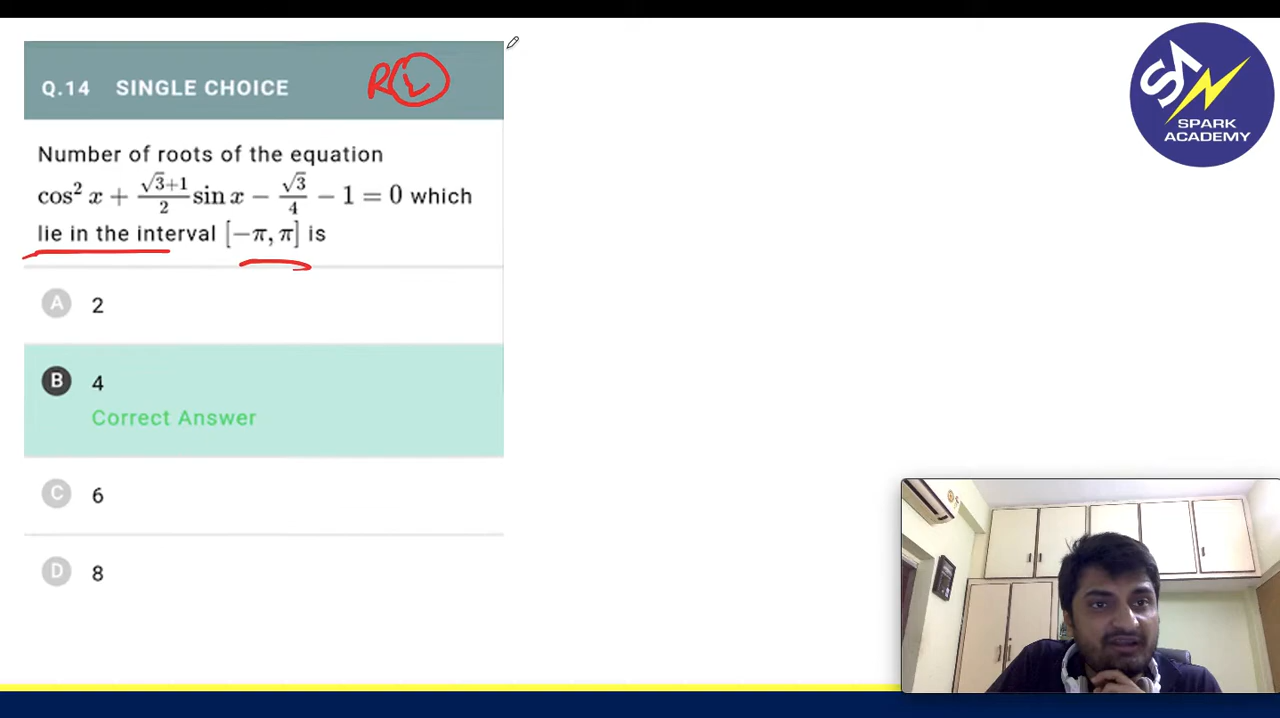 Q.14 SINGLE CHOICE
Number of roots of the equation
cos² x + (√3+1)/2 sin x − √3/4 − 1 = 0 which
lie in the interval [−π, π] is
A 2
B 4
Correct Answer
C 6
D 8
SA
SPARK
ACADEMY